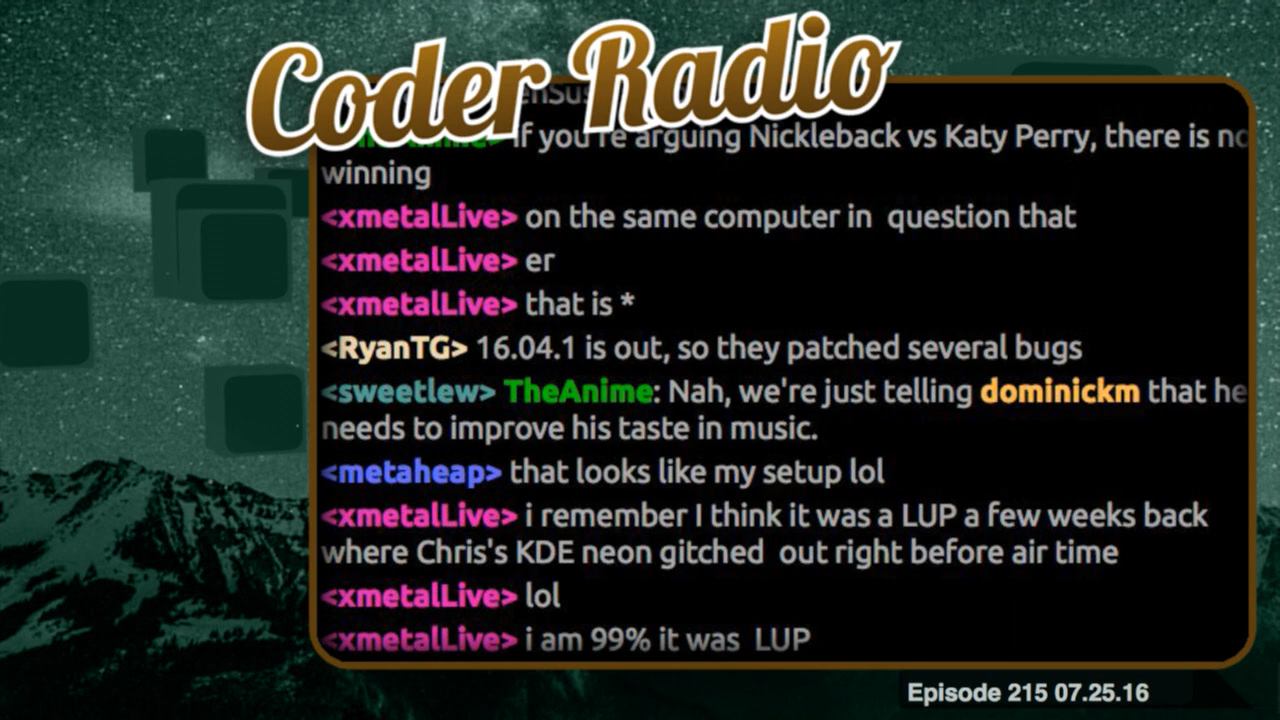 Coder Radio
If you're arguing Nickleback vs Katy Perry, there is no
winning
<xmetalLive> on the same computer in  question that
<xmetalLive> er
<xmetalLive> that is *
<RyanTG> 16.04.1 is out, so they patched several bugs
<sweetlew> TheAnime: Nah, we're just telling dominickm that he
needs to improve his taste in music.
<metaheap> that looks like my setup lol
<xmetalLive> i remember I think it was a LUP a few weeks back
where Chris's KDE neon gitched  out right before air time
<xmetalLive> lol
<xmetalLive> i am 99% it was  LUP
Episode 215 07.25.16